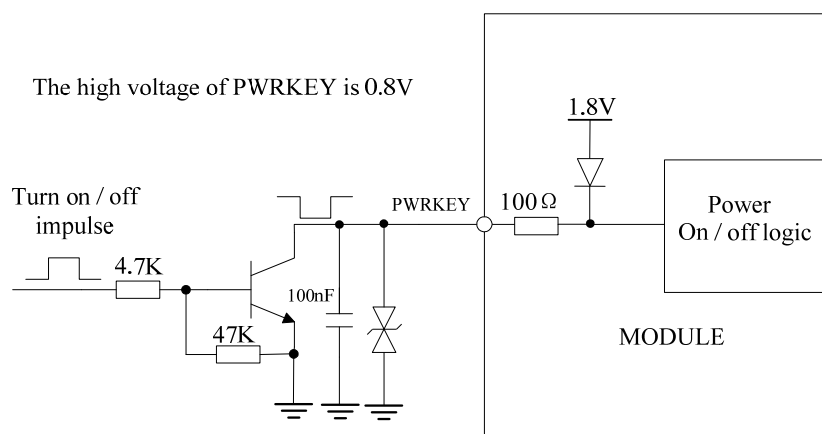 The high voltage of PWRKEY is 0.8V
1.8V
Turn on / off
impulse
PWRKEY
100Ω
Power
On / off logic
4.7K
100nF
47K
MODULE